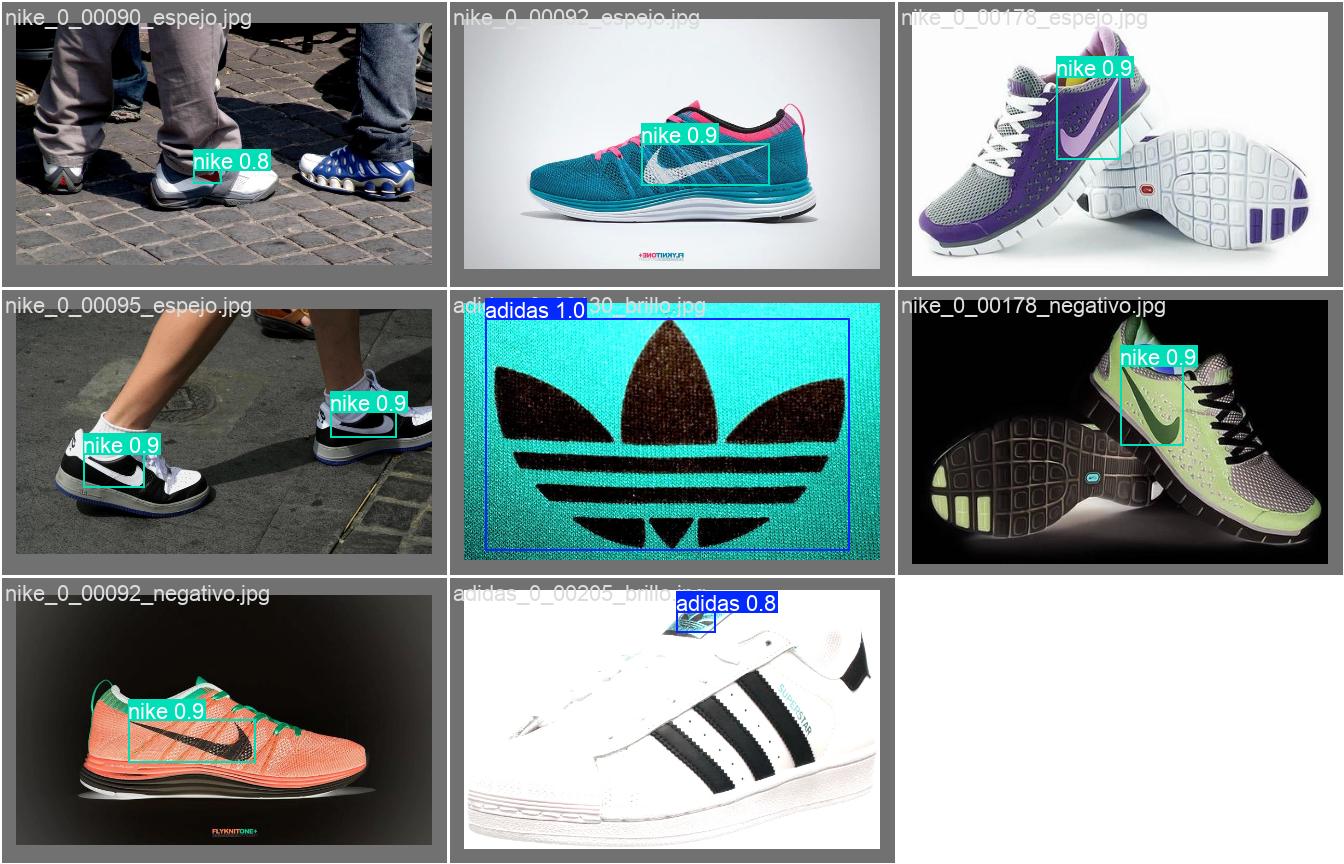 nike_0_00090_espejo.jpg
nike 0.8
nike_0_00092_espejo.jpg
nike 0.9
FLYKNITONE+
nike_0_00178_espejo.jpg
nike 0.9
nike_0_00095_espejo.jpg
nike 0.9
nike 0.9
30_brillo.jpg
adidas 1.0
nike_0_00178_negativo.jpg
nike 0.9
nike_0_00092_negativo.jpg
nike 0.9
FLYKNITONE+
adidas_0_00205_brillo.jpg
adidas 0.8
SUPERSTAR